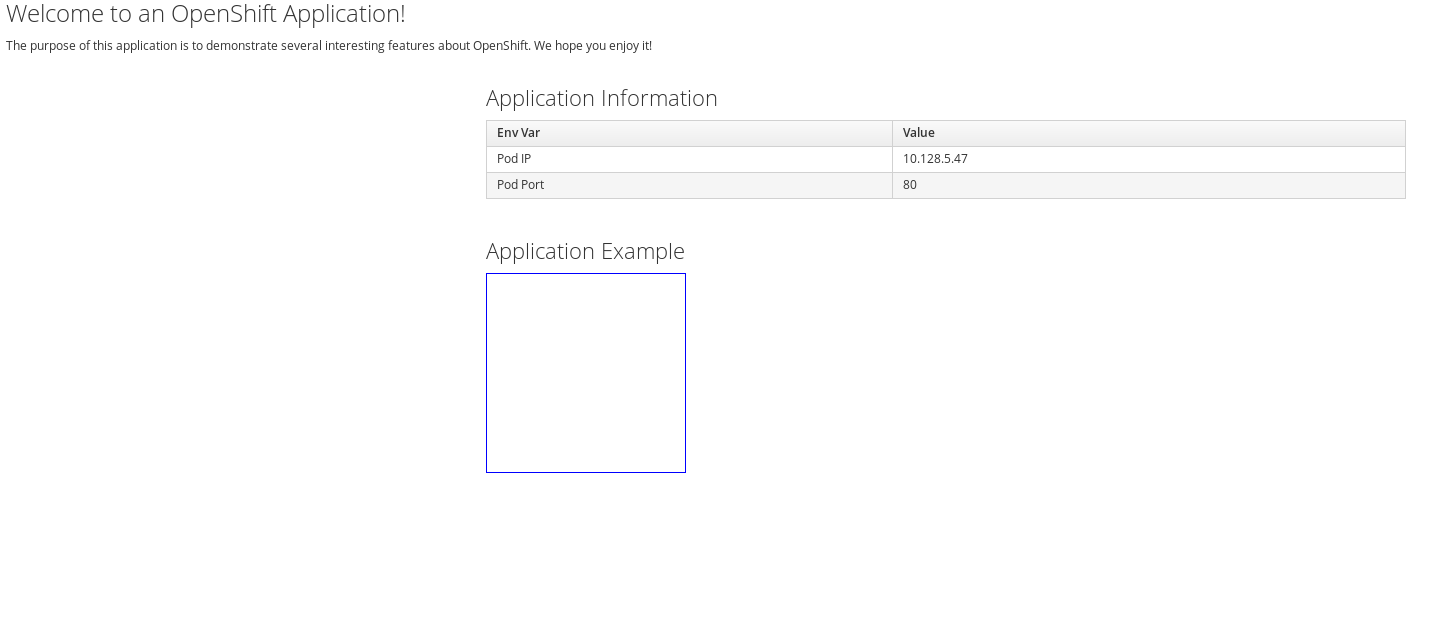 Welcome to an OpenShift Application!
The purpose of this application is to demonstrate several interesting features about OpenShift. We hope you enjoy it!
Application Information
Env Var Value
Pod IP 10.128.5.47
Pod Port 80
Application Example